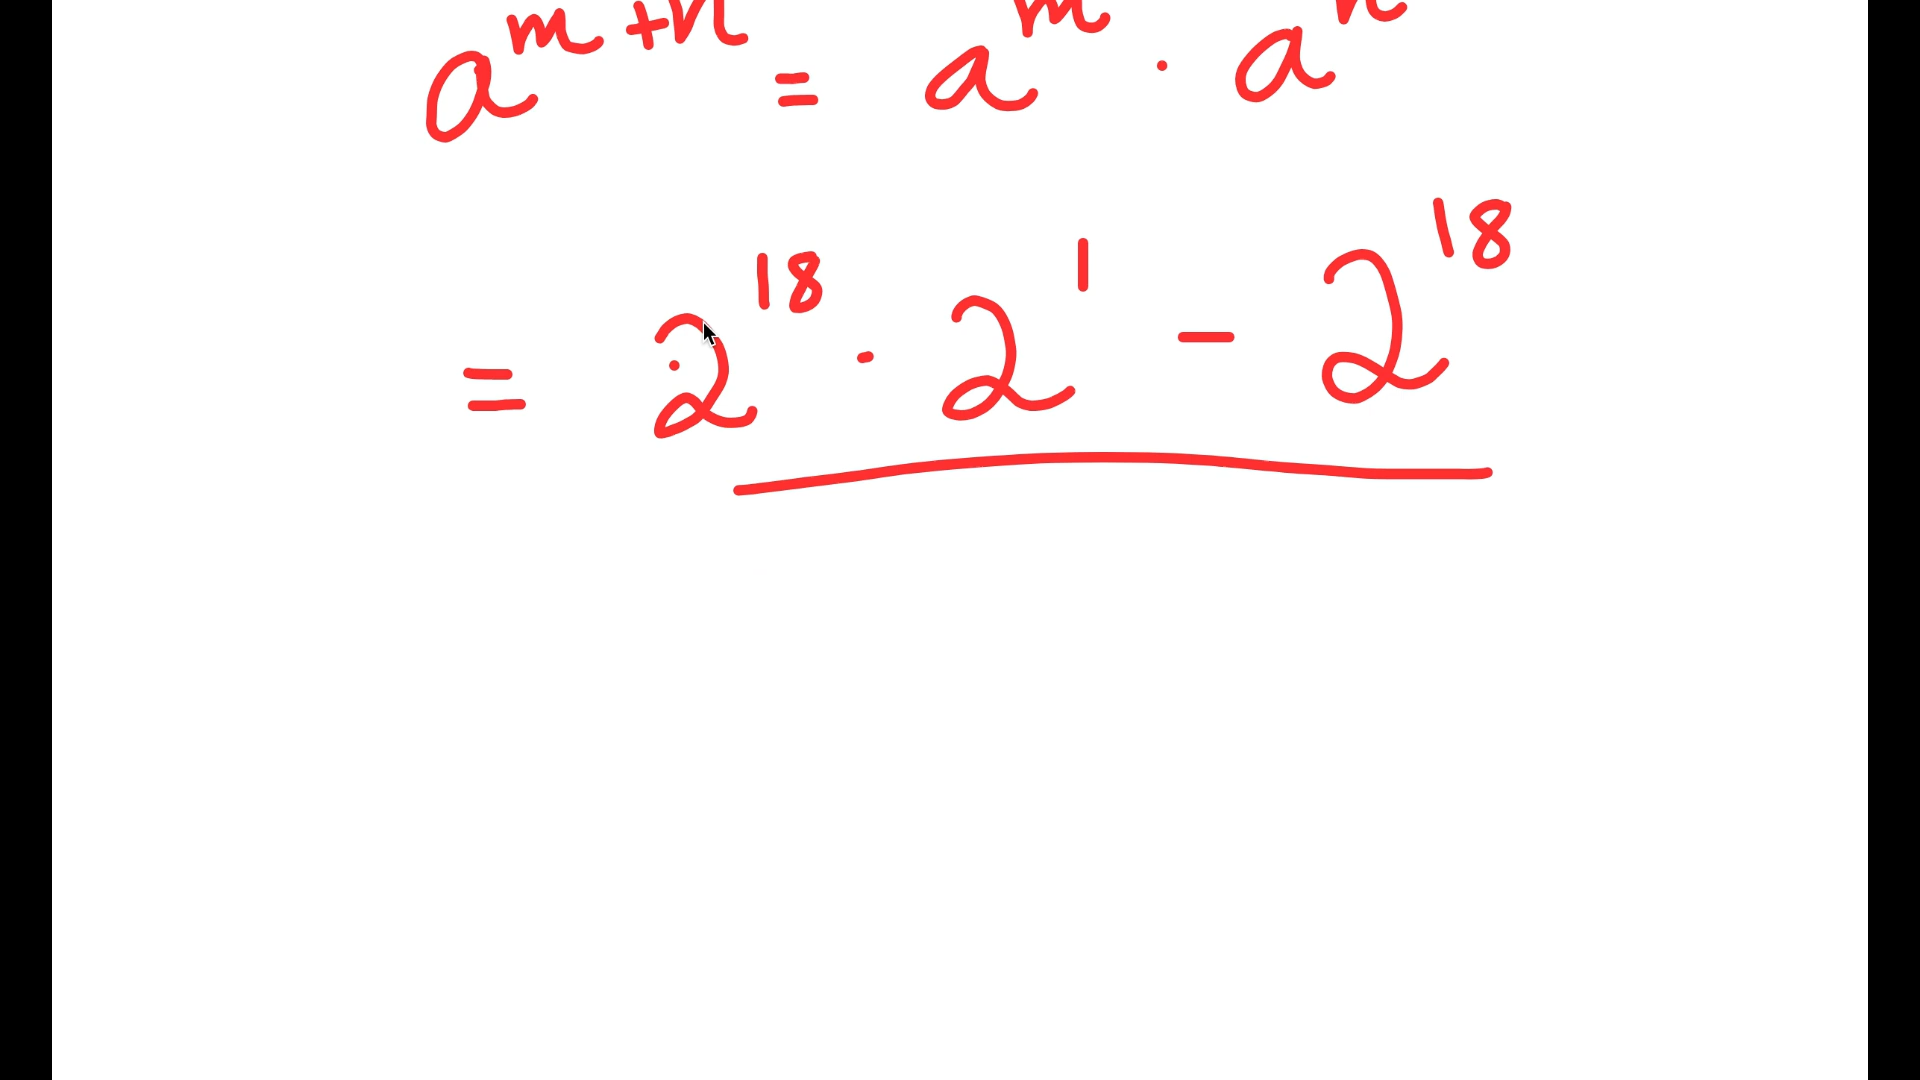 a^{m+n} = a^m · a^n
= 2^{18} · 2^1 − 2^{18}